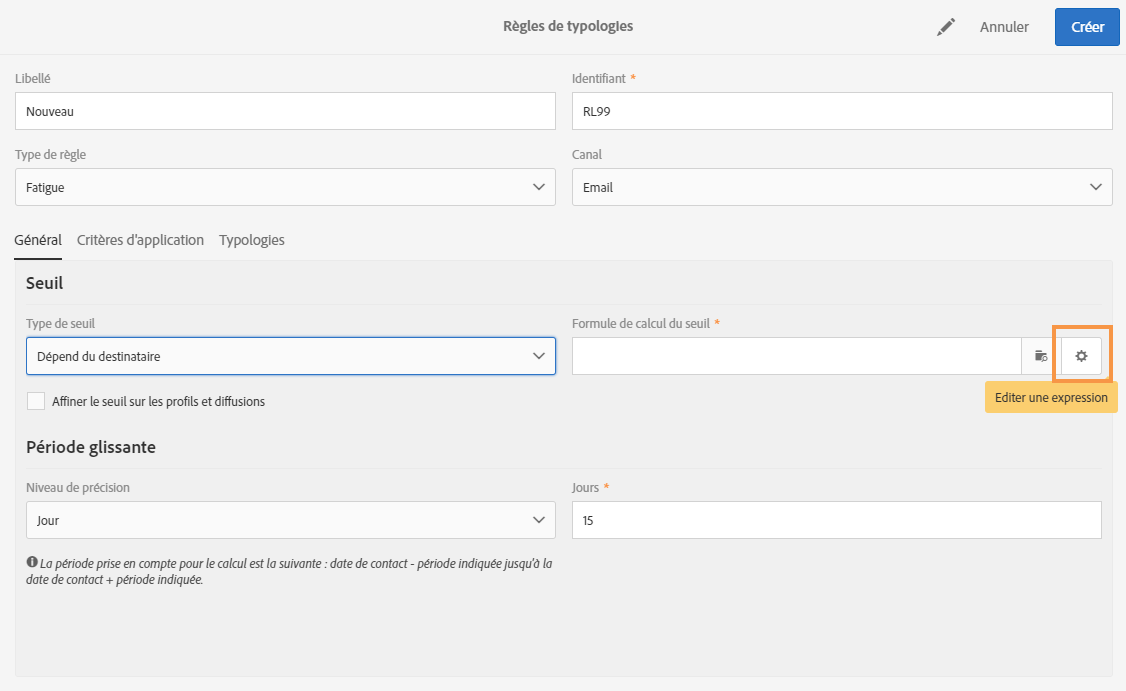 Règles de typologies
Annuler
Créer
Libellé
Identifiant *
Nouveau
RL99
Type de règle
Canal
Fatigue
Email
Général
Critères d'application
Typologies
Seuil
Type de seuil
Formule de calcul du seuil *
Dépend du destinataire
Affiner le seuil sur les profils et diffusions
Editer une expression
Période glissante
Niveau de précision
Jours *
Jour
15
La période prise en compte pour le calcul est la suivante : date de contact - période indiquée jusqu'à la
date de contact + période indiquée.